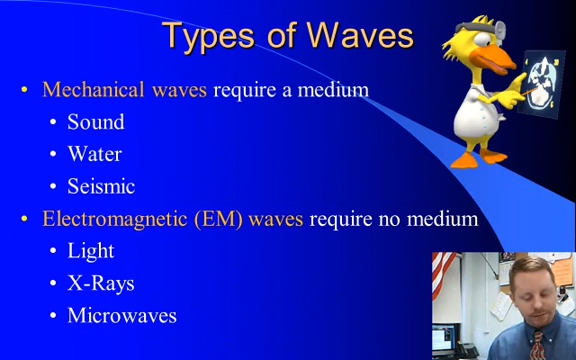 Types of Waves
• Mechanical waves require a medium
• Sound
• Water
• Seismic
• Electromagnetic (EM) waves require no medium
• Light
• X-Rays
• Microwaves